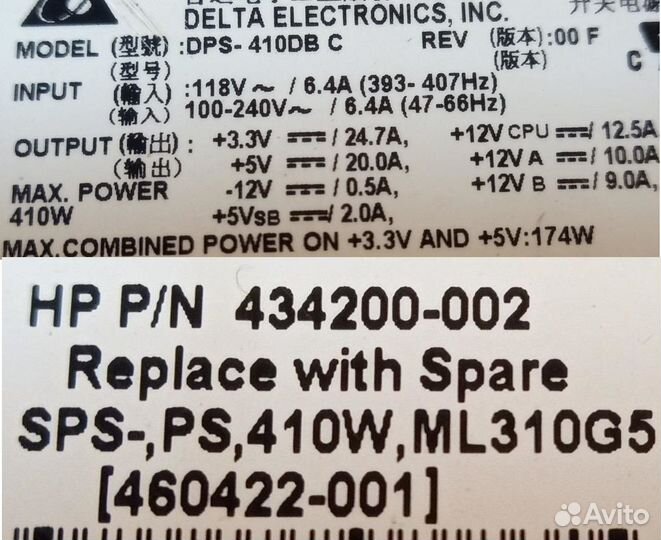 DELTA ELECTRONICS, INC.
MODEL (型號) :DPS-410DB C REV (版本):00 F
(型号) (版本) C
INPUT (輸入) :118V~ / 6.4A (393-407Hz)
(输入) 100-240V~ / 6.4A (47-66Hz)
OUTPUT (輸出) : +3.3V ⎓/ 24.7A, +12V CPU ⎓/ 12.5A
(输出) +5V ⎓/ 20.0A, +12V A ⎓/ 10.0A
MAX. POWER -12V ⎓/ 0.5A, +12V B ⎓/ 9.0A,
410W +5VSB ⎓/ 2.0A,
MAX.COMBINED POWER ON +3.3V AND +5V:174W
HP P/N 434200-002
Replace with Spare
SPS-,PS,410W,ML310G5
[460422-001]
Avito